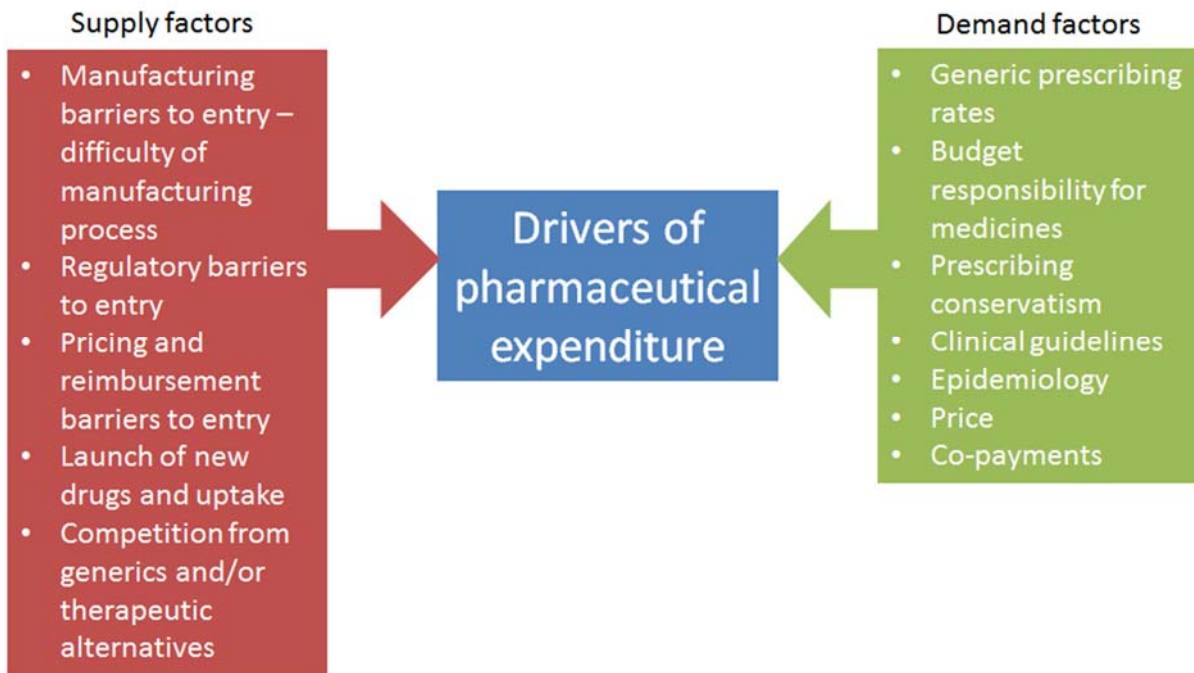 Supply factors
• Manufacturing
barriers to entry –
difficulty of
manufacturing
process
• Regulatory barriers
to entry
• Pricing and
reimbursement
barriers to entry
• Launch of new
drugs and uptake
• Competition from
generics and/or
therapeutic
alternatives
Drivers of
pharmaceutical
expenditure
Demand factors
• Generic prescribing
rates
• Budget
responsibility for
medicines
• Prescribing
conservatism
• Clinical guidelines
• Epidemiology
• Price
• Co-payments